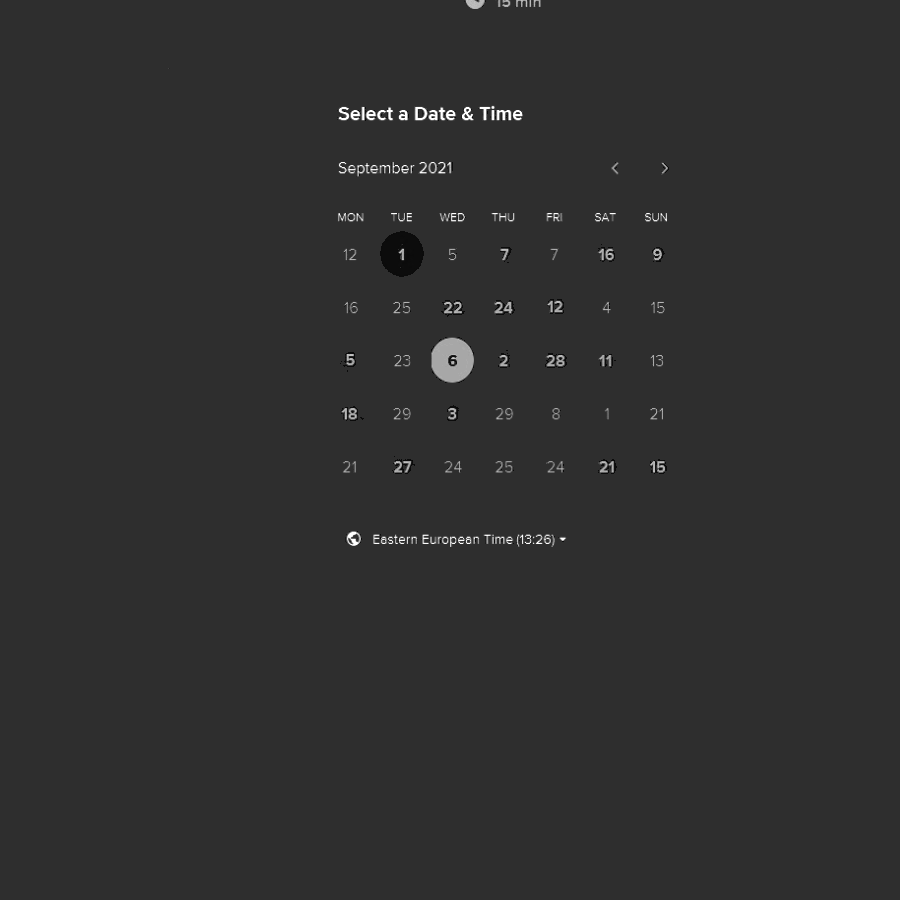 15 min
Select a Date & Time
September 2021
MON TUE WED THU FRI SAT SUN
12 1 5 7 7 16 9
16 25 22 24 12 4 15
5 23 6 2 28 11 13
18 29 3 29 8 1 21
21 27 24 25 24 21 15
Eastern European Time (13:26)